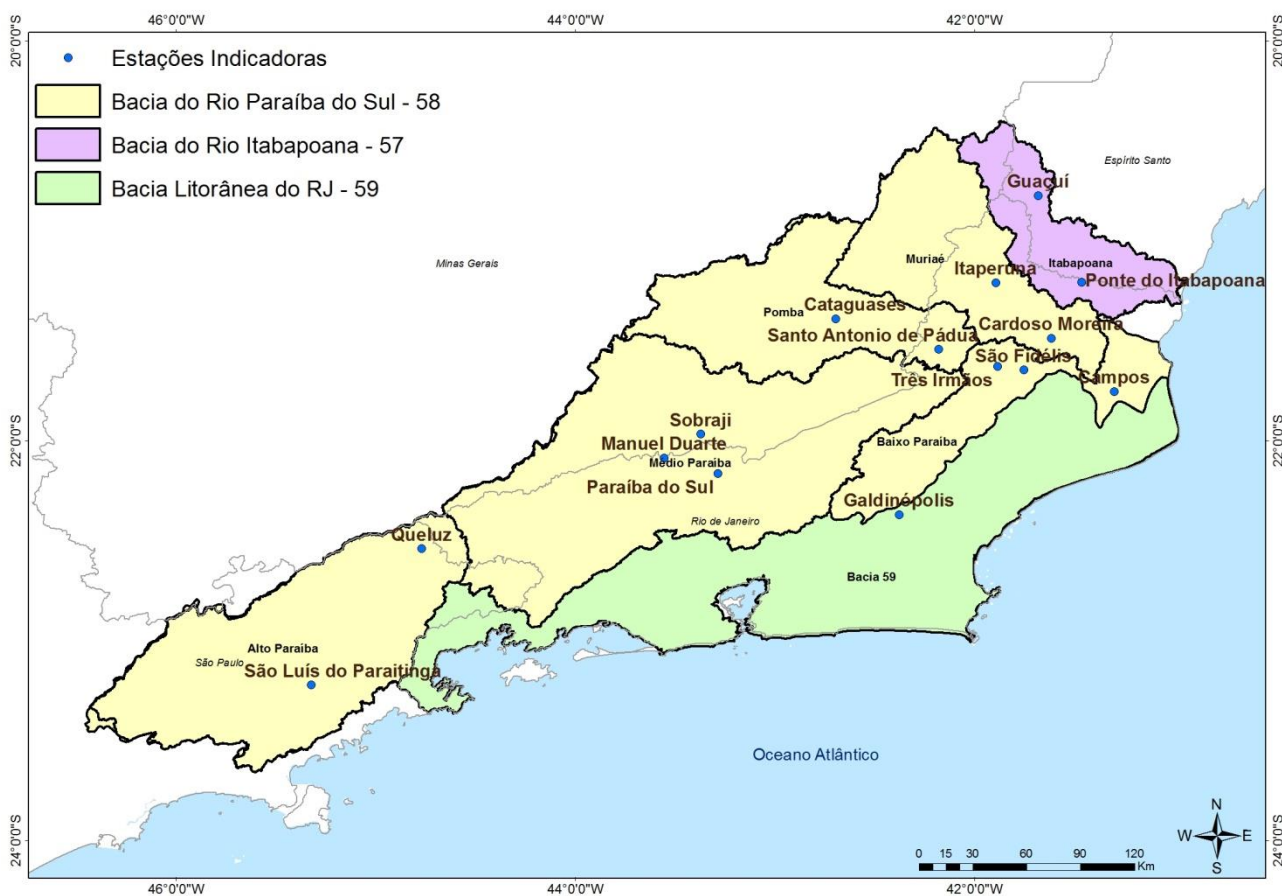 46°0'0"W
44°0'0"W
42°0'0"W
20°0'0"S
20°0'0"S
Estações Indicadoras
Bacia do Rio Paraíba do Sul - 58
Bacia do Rio Itabapoana - 57
Bacia Litorânea do RJ - 59
Espírito Santo
Guaçuí
Minas Gerais
Muriaé
Itabapoana
Itaperuna
Ponte do Itabapoana
Cataguases
Pomba
Cardoso Moreira
Santo Antonio de Pádua
São Fidélis
Três Irmãos
Campos
Sobraji
22°0'0"S
22°0'0"S
Manuel Duarte
Baixo Paraiba
Médio Paraiba
Paraíba do Sul
Galdinópolis
Rio de Janeiro
Queluz
Bacia 59
Alto Paraiba
São Paulo
São Luís do Paraitinga
Oceano Atlântico
N
W
E
S
24°0'0"S
24°0'0"S
0 15 30 60 90 120
Km
46°0'0"W
44°0'0"W
42°0'0"W